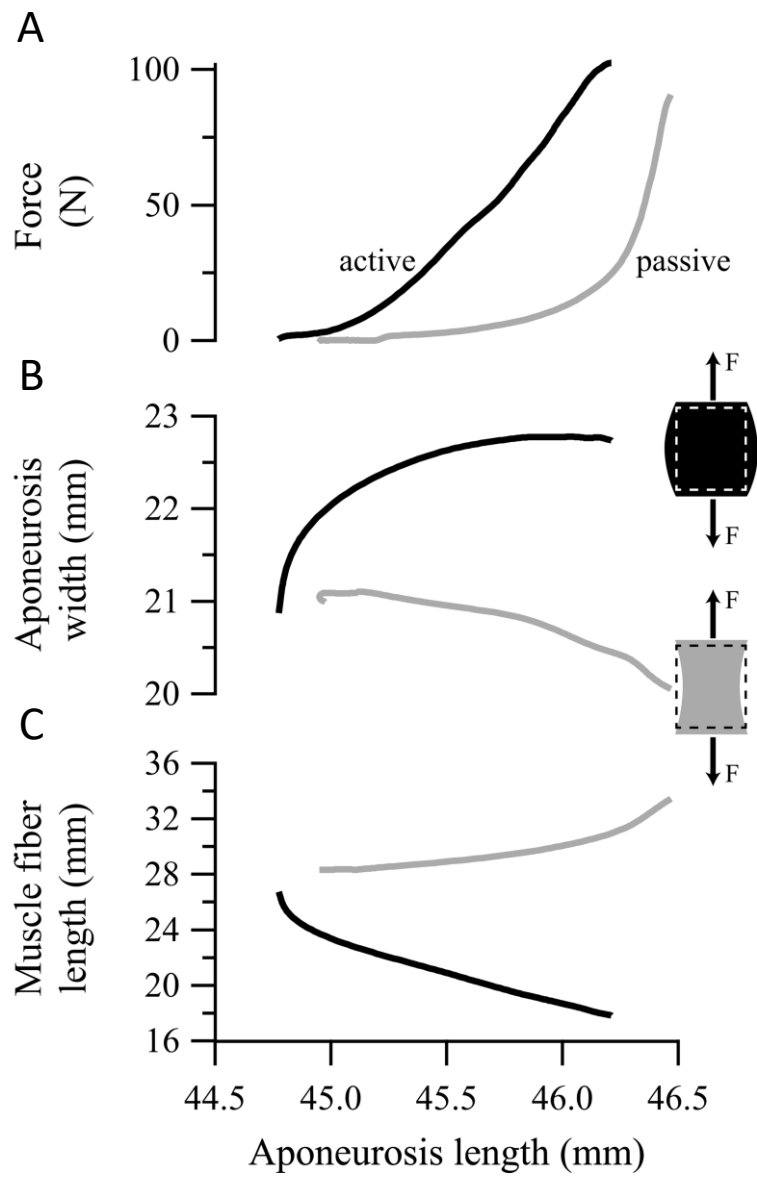 A
100
50
0
Force
(N)
active
passive
B
23
22
21
20
Aponeurosis
width (mm)
F
F
F
F
C
36
32
28
24
20
16
Muscle fiber
length (mm)
44.5 45.0 45.5 46.0 46.5
Aponeurosis length (mm)